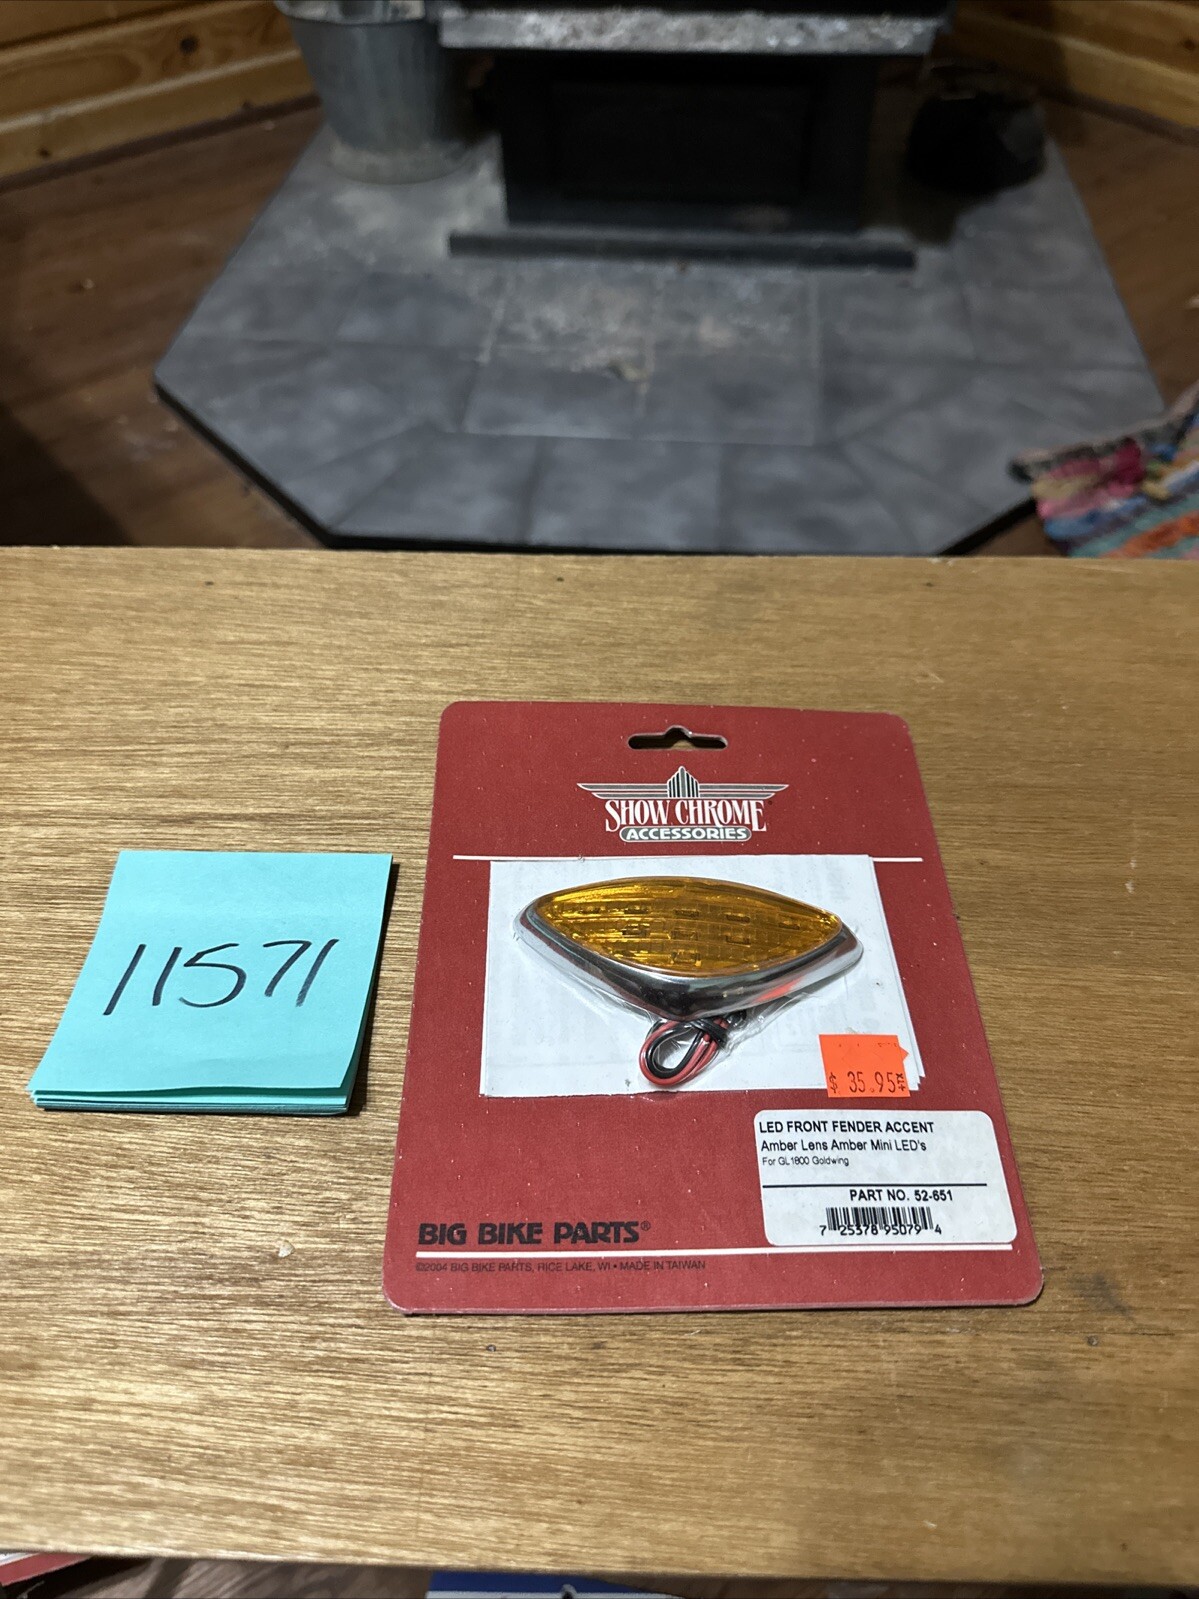 SHOW CHROME
ACCESSORIES
11571
$ 35.95 +TX
LED FRONT FENDER ACCENT
Amber Lens Amber Mini LED's
For GL1800 Goldwing
PART NO. 52-651
7 25378 95079 4
BIG BIKE PARTS®
©2004 BIG BIKE PARTS, RICE LAKE, WI • MADE IN TAIWAN